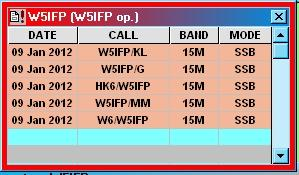 W5IFP (W5IFP op.)
DATE CALL BAND MODE
09 Jan 2012 W5IFP/KL 15M SSB
09 Jan 2012 W5IFP/G 15M SSB
09 Jan 2012 HK6/W5IFP 15M SSB
09 Jan 2012 W5IFP/MM 15M SSB
09 Jan 2012 W6/W5IFP 15M SSB